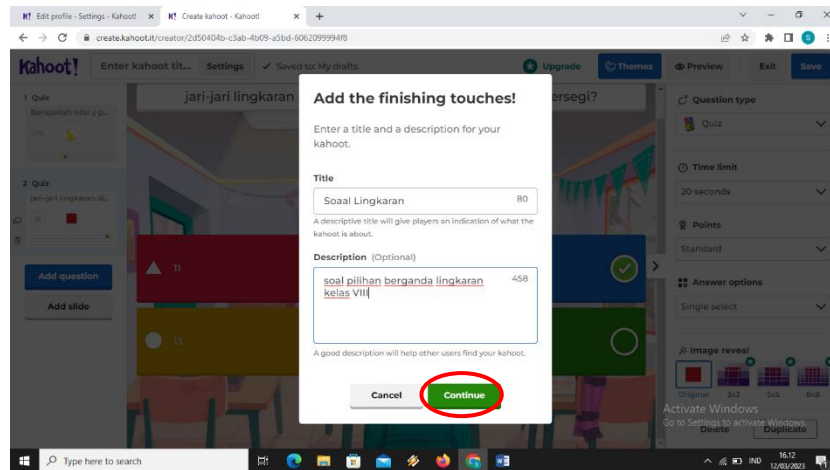 Edit profile - Settings - Kahoot!
Create kahoot - Kahoot!
create.kahoot.it/creator/2d50404b-c3ab-4b09-a5bd-6062099994f8
Kahoot!
Enter kahoot tit...
Settings
Saved to: My drafts
Upgrade
Themes
Preview
Exit
Save
1 Quiz
Berapakah nilai y p...
2 Quiz
jari-jari lingkaran di...
Add question
Add slide
jari-jari lingkaran
ersegi?
11
13
Add the finishing touches!
Enter a title and a description for your
kahoot.
Title
Soaal Lingkaran
80
A descriptive title will give players an indication of what the
kahoot is about.
Description (Optional)
soal pilihan berganda lingkaran
kelas VIII
458
A good description will help other users find your kahoot.
Cancel
Continue
Question type
Quiz
Time limit
20 seconds
Points
Standard
Answer options
Single select
Image reveal
Original
3x3
5x5
8x8
Activate Windows
Go to Settings to activate Windows.
Delete
Duplicate
Type here to search
IND
16.12
12/03/2023